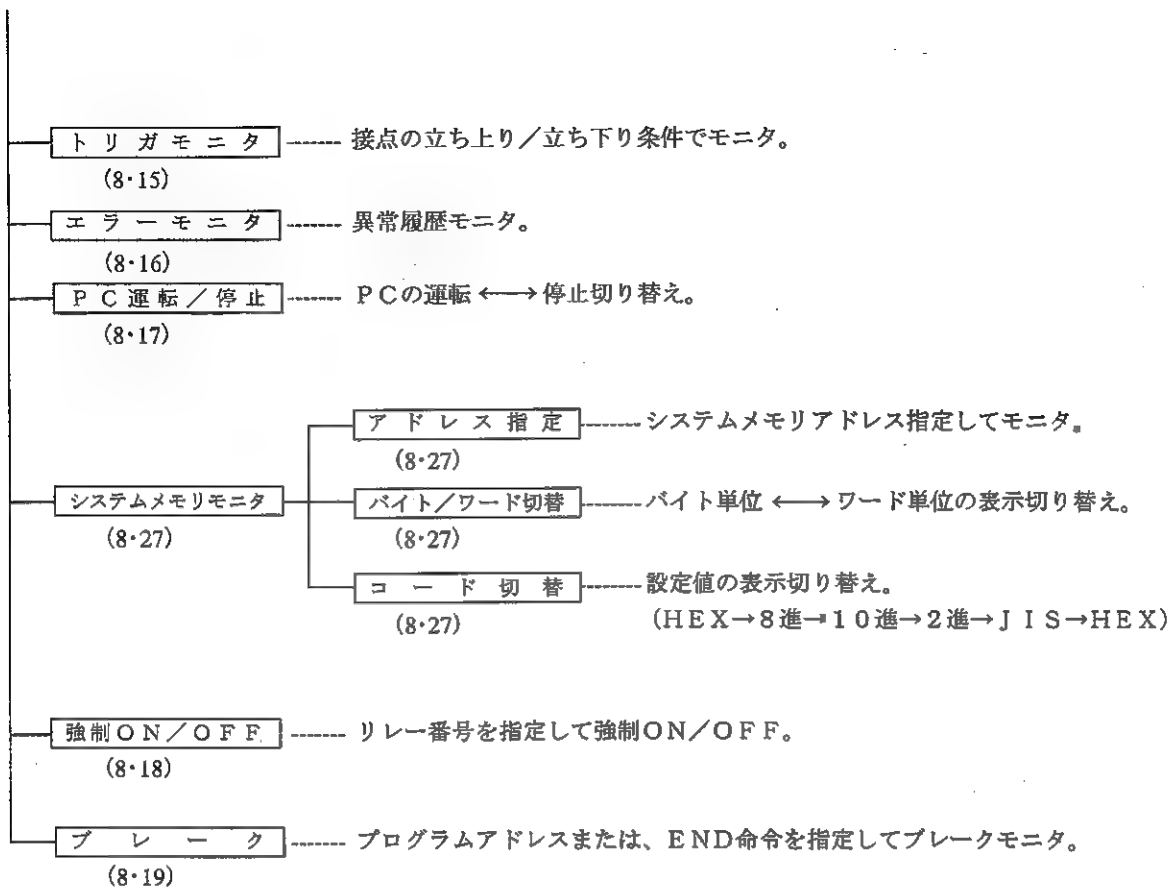 トリガモニタ ------ 接点の立ち上り/立ち下り条件でモニタ。
(8・15)
エラーモニタ ------ 異常履歴モニタ。
(8・16)
PC運転/停止 ------ PCの運転⟷停止切り替え。
(8・17)
アドレス指定 ------- システムメモリアドレス指定してモニタ。
(8・27)
システムメモリモニタ バイト/ワード切替 ------- バイト単位⟷ワード単位の表示切り替え。
(8・27) (8・27)
コード切替 ------- 設定値の表示切り替え。
(8・27) (HEX→8進→10進→2進→JIS→HEX)
強制ON/OFF ------ リレー番号を指定して強制ON/OFF。
(8・18)
ブレーク ------ プログラムアドレスまたは、END命令を指定してブレークモニタ。
(8・19)